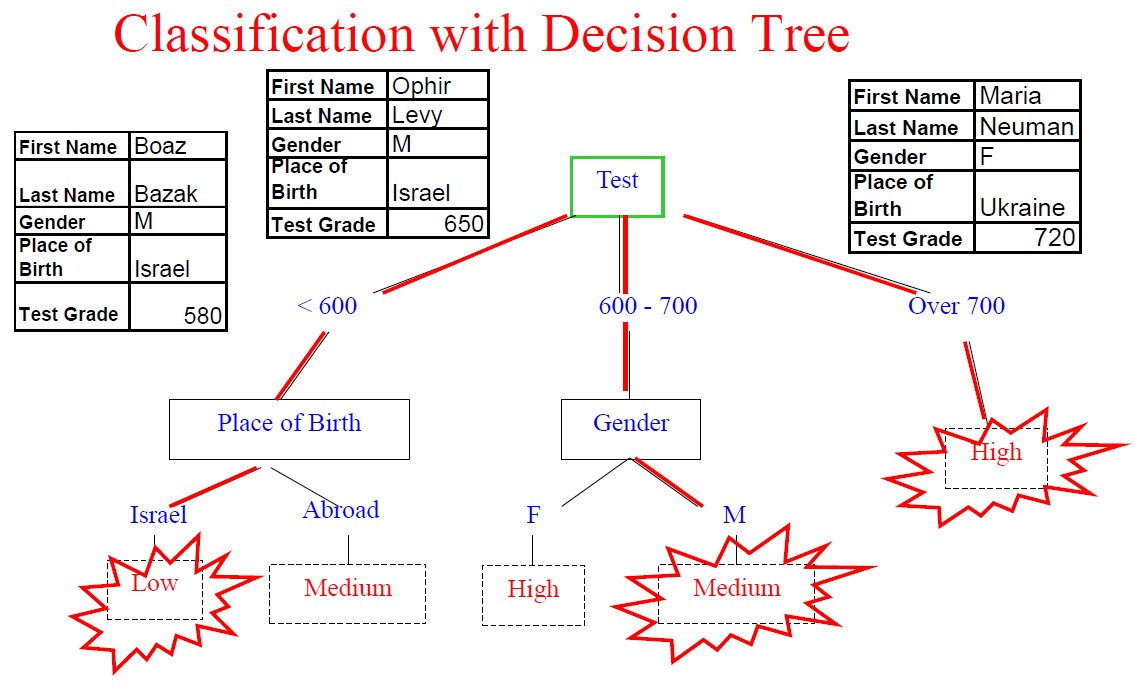 Classification with Decision Tree
First Name Boaz
Last Name Bazak
Gender M
Place of
Birth Israel
Test Grade 580
First Name Ophir
Last Name Levy
Gender M
Place of
Birth Israel
Test Grade 650
First Name Maria
Last Name Neuman
Gender F
Place of
Birth Ukraine
Test Grade 720
Test
< 600 600 - 700 Over 700
Place of Birth Gender High
Israel Abroad F M
Low Medium High Medium